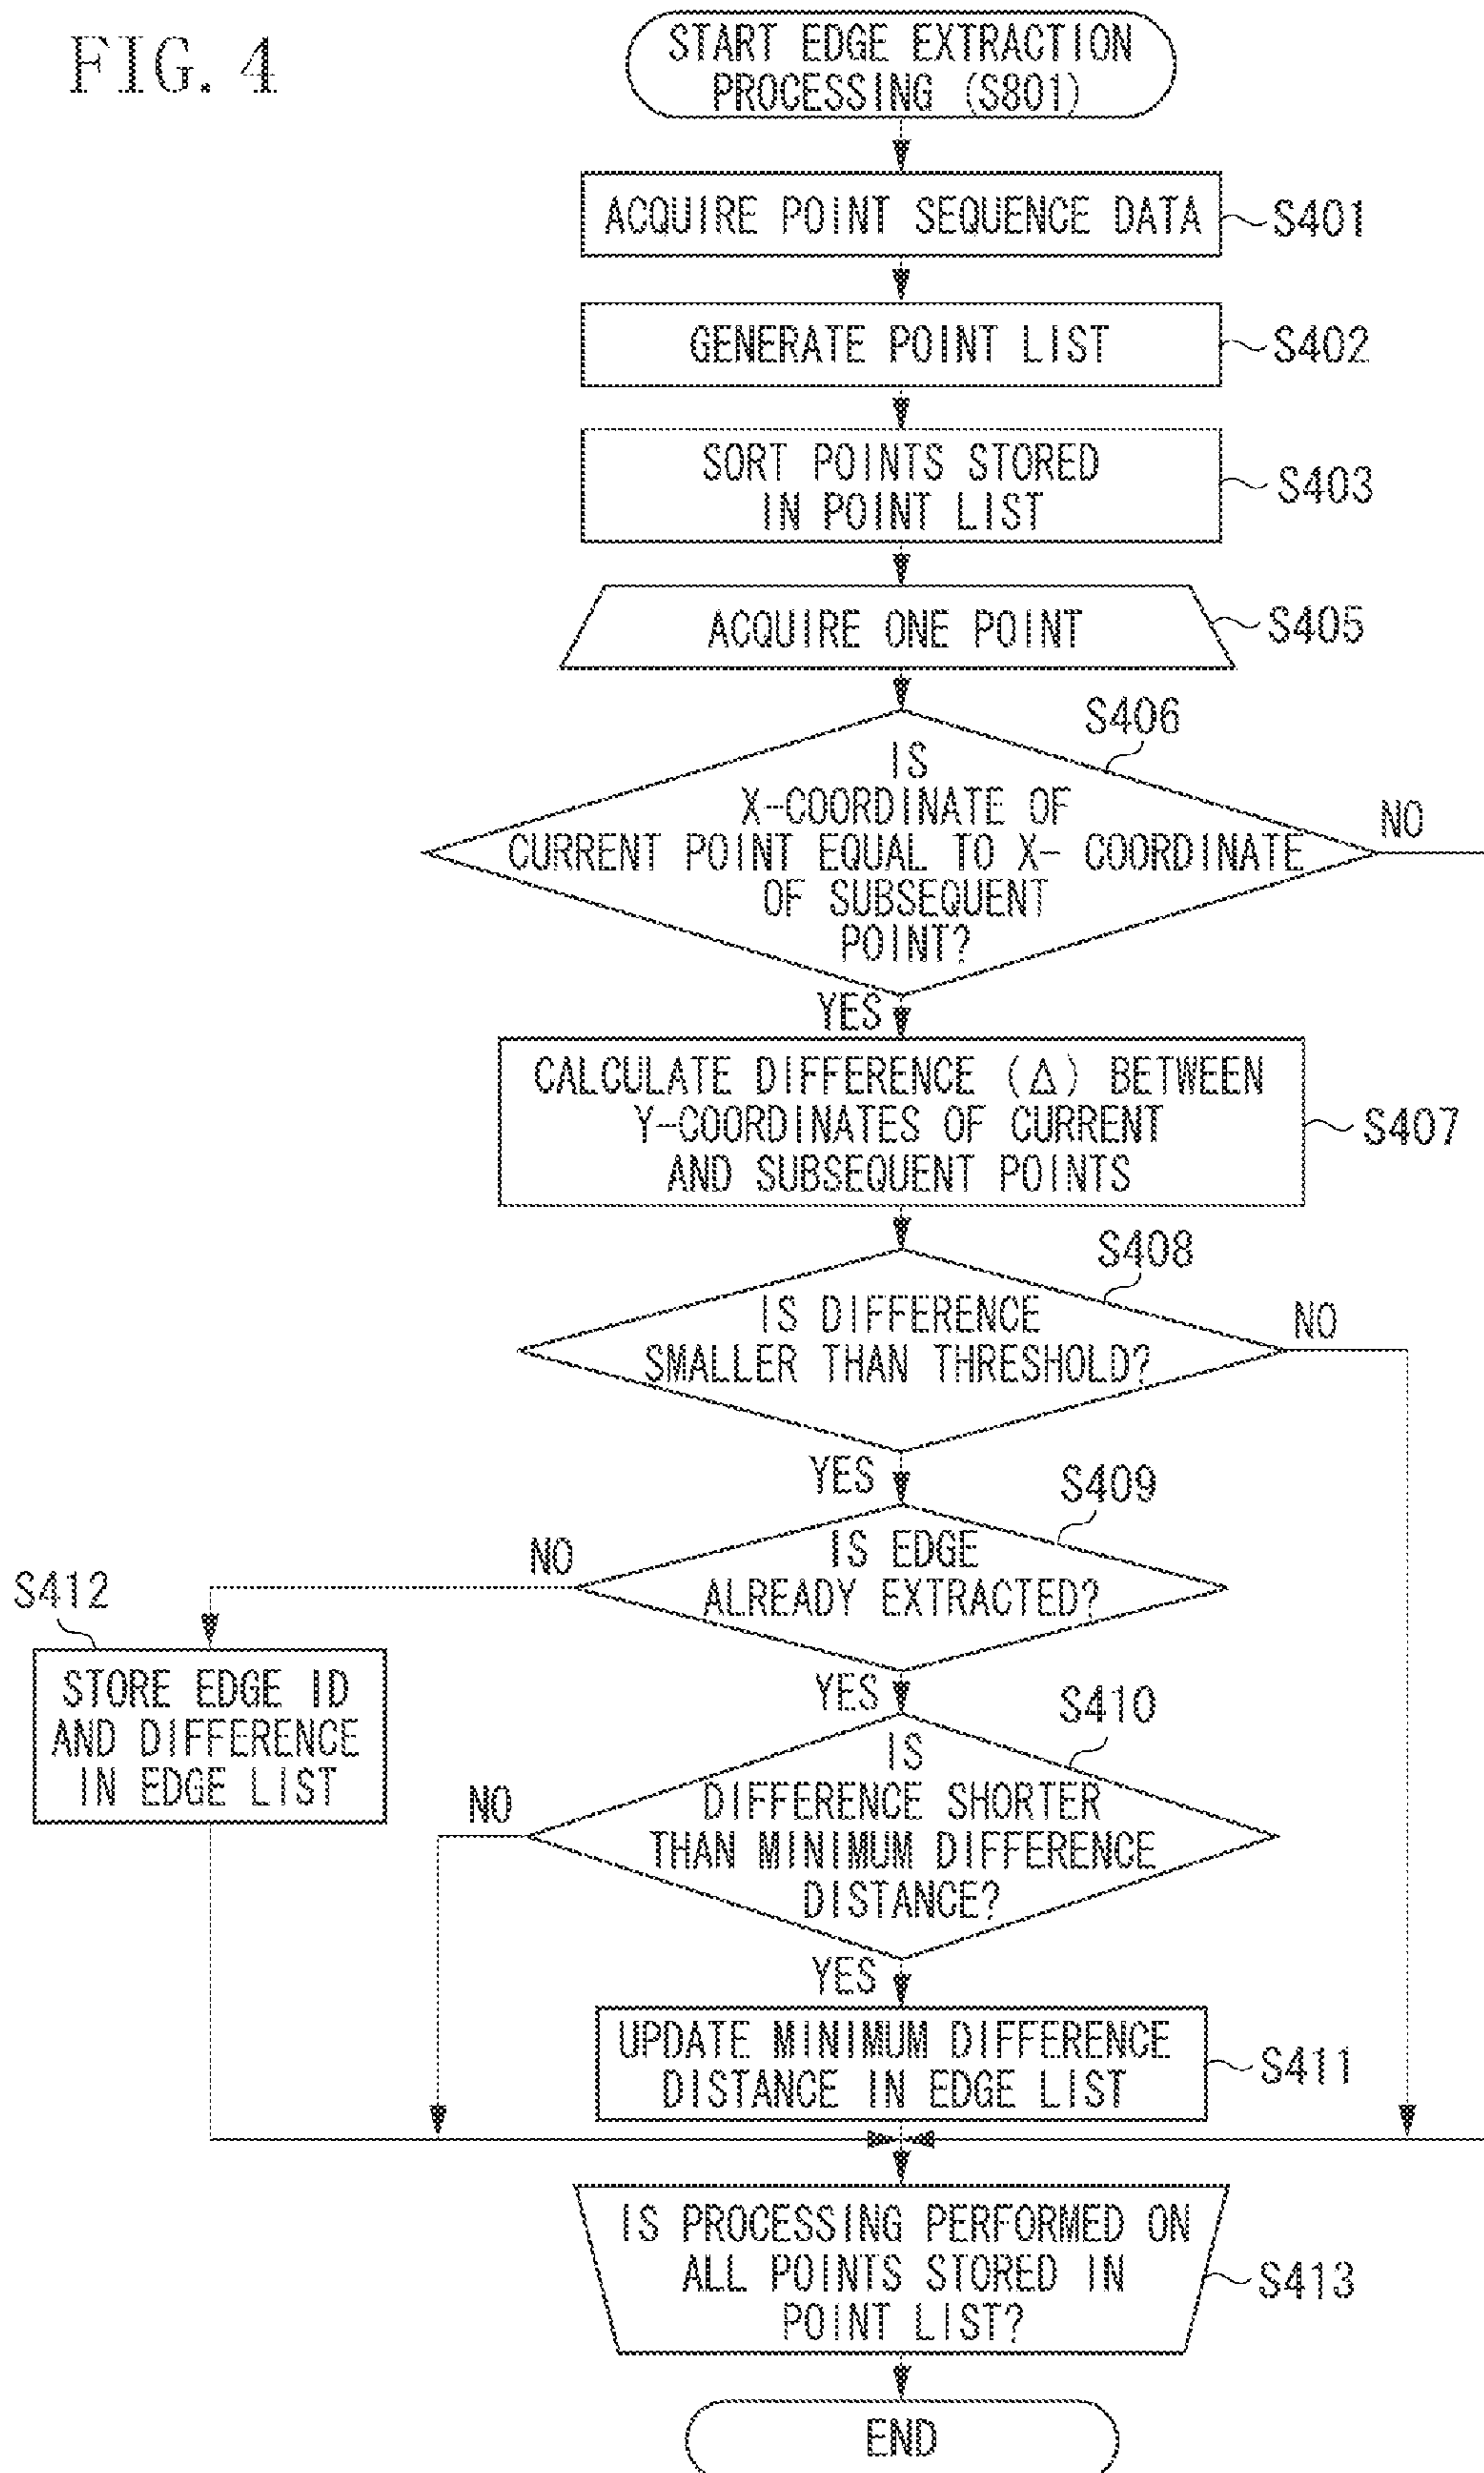 FIG. 4
START EDGE EXTRACTION
PROCESSING (S801)
ACQUIRE POINT SEQUENCE DATA
S401
GENERATE POINT LIST
S402
SORT POINTS STORED
IN POINT LIST
S403
ACQUIRE ONE POINT
S405
S406
IS
X-COORDINATE OF
CURRENT POINT EQUAL TO X- COORDINATE
OF SUBSEQUENT
POINT?
NO
YES
CALCULATE DIFFERENCE (Δ) BETWEEN
Y-COORDINATES OF CURRENT
AND SUBSEQUENT POINTS
S407
S408
IS DIFFERENCE
SMALLER THAN THRESHOLD?
NO
YES
S409
IS EDGE
ALREADY EXTRACTED?
NO
S412
STORE EDGE ID
AND DIFFERENCE
IN EDGE LIST
YES
S410
IS
DIFFERENCE SHORTER
THAN MINIMUM DIFFERENCE
DISTANCE?
NO
YES
UPDATE MINIMUM DIFFERENCE
DISTANCE IN EDGE LIST
S411
IS PROCESSING PERFORMED ON
ALL POINTS STORED IN
POINT LIST?
S413
END